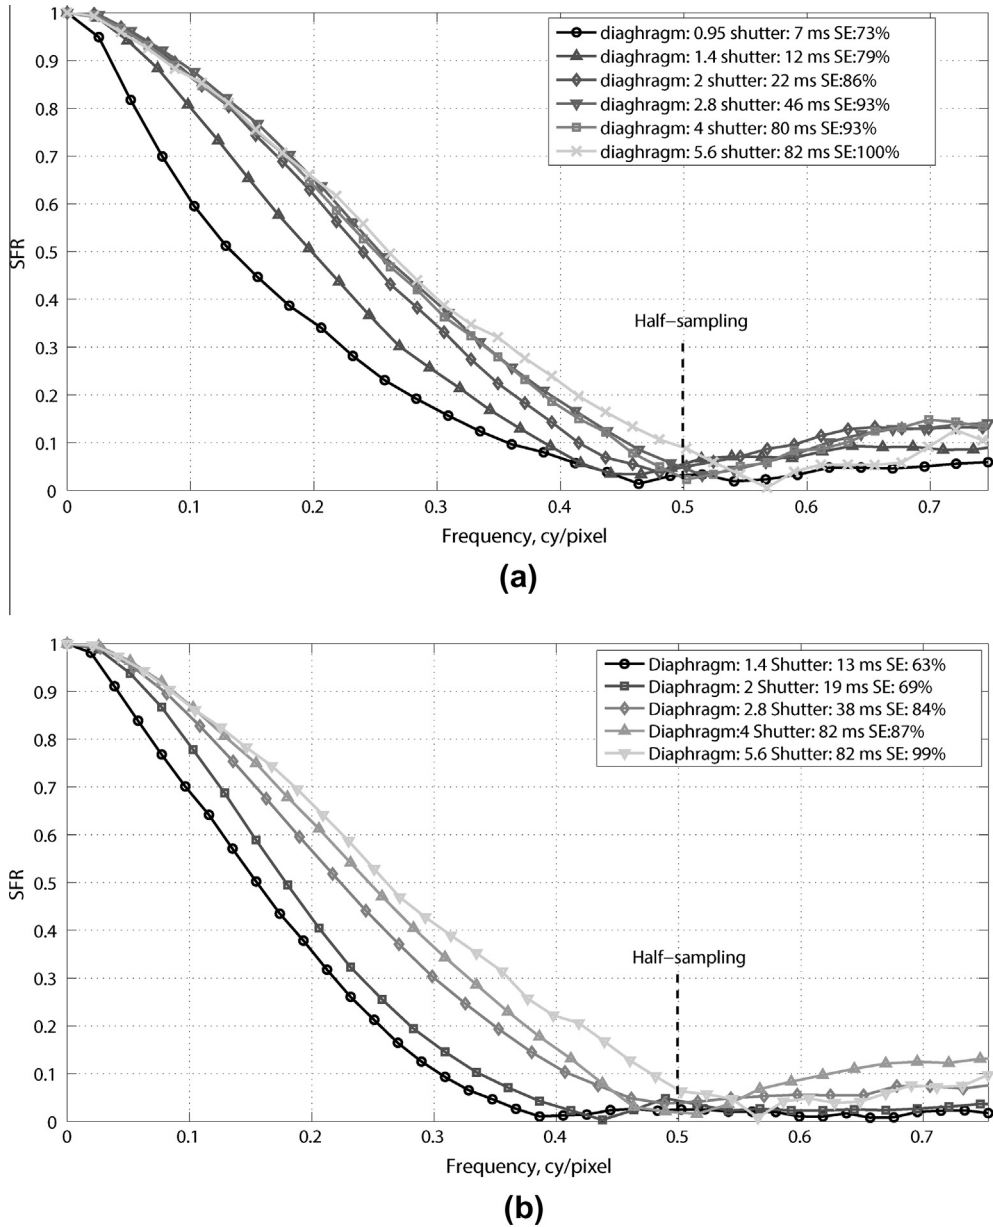 diaghragm: 0.95 shutter: 7 ms SE:73%
diaghragm: 1.4 shutter: 12 ms SE:79%
diaghragm: 2 shutter: 22 ms SE:86%
diaghragm: 2.8 shutter: 46 ms SE:93%
diaghragm: 4 shutter: 80 ms SE:93%
diaghragm: 5.6 shutter: 82 ms SE:100%
1
0.9
0.8
0.7
0.6
0.5
0.4
0.3
0.2
0.1
0
SFR
Half-sampling
0 0.1 0.2 0.3 0.4 0.5 0.6 0.7
Frequency, cy/pixel
(a)
Diaphragm: 1.4 Shutter: 13 ms SE: 63%
Diaphragm: 2 Shutter: 19 ms SE: 69%
Diaphragm: 2.8 Shutter: 38 ms SE: 84%
Diaphragm:4 Shutter: 82 ms SE:87%
Diaphragm: 5.6 Shutter: 82 ms SE: 99%
1
0.9
0.8
0.7
0.6
0.5
0.4
0.3
0.2
0.1
0
SFR
Half-sampling
0 0.1 0.2 0.3 0.4 0.5 0.6 0.7
Frequency, cy/pixel
(b)